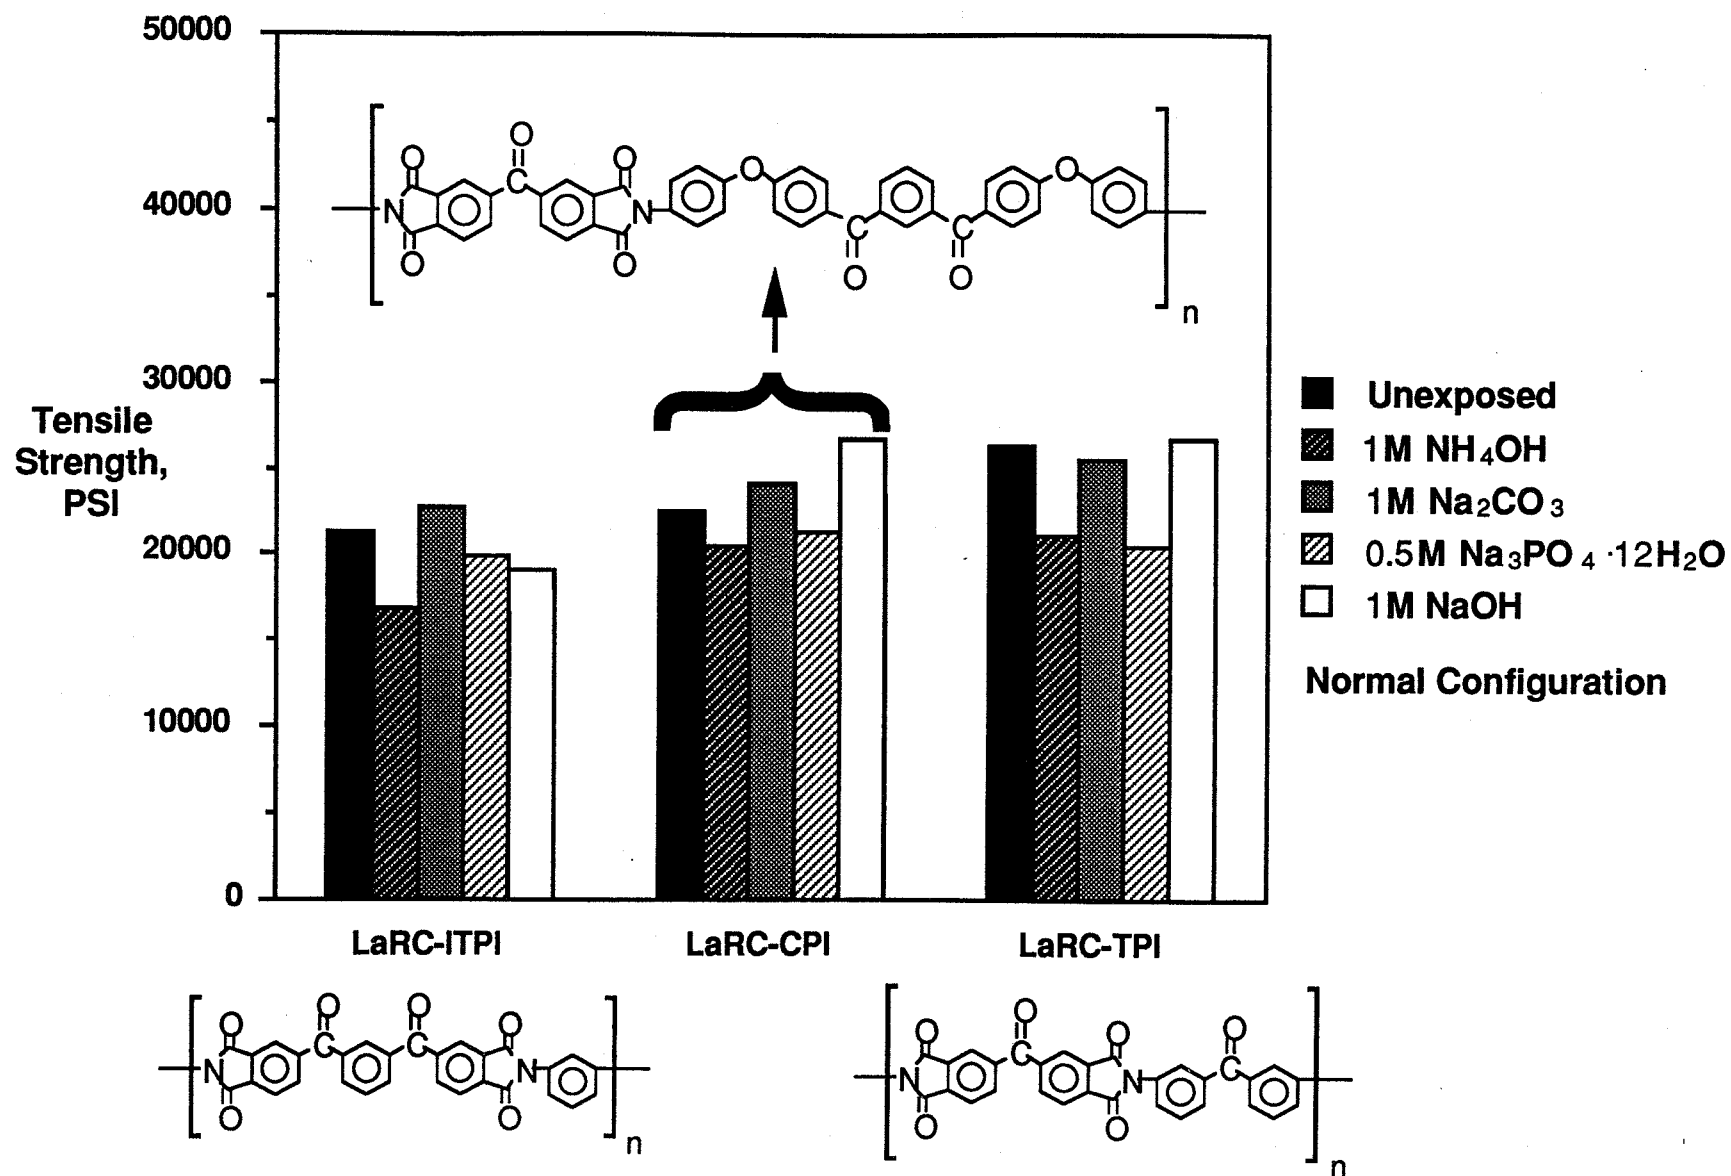 50000
40000
30000
20000
10000
0
Tensile
Strength,
PSI
O
O O O O
N C N
O O C C
O O O O
n
Unexposed
1M NH4OH
1M Na2CO3
0.5M Na3PO4 ·12H2O
1M NaOH
Normal Configuration
LaRC-ITPI
LaRC-CPI
LaRC-TPI
O O O O
N C C N
O O
n
O O O O
N C N C
O O
n